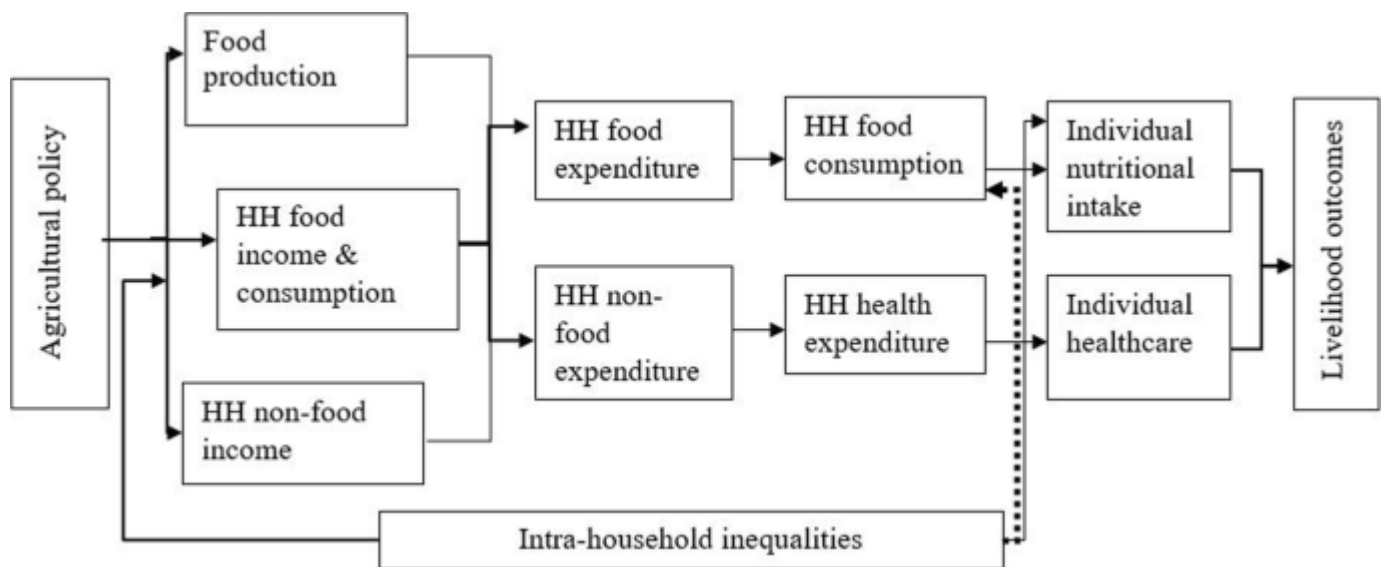 Agricultural policy
Food
production
HH food
income &
consumption
HH non-food
income
HH food
expenditure
HH non-
food
expenditure
HH food
consumption
HH health
expenditure
Individual
nutritional
intake
Individual
healthcare
Livelihood outcomes
Intra-household inequalities